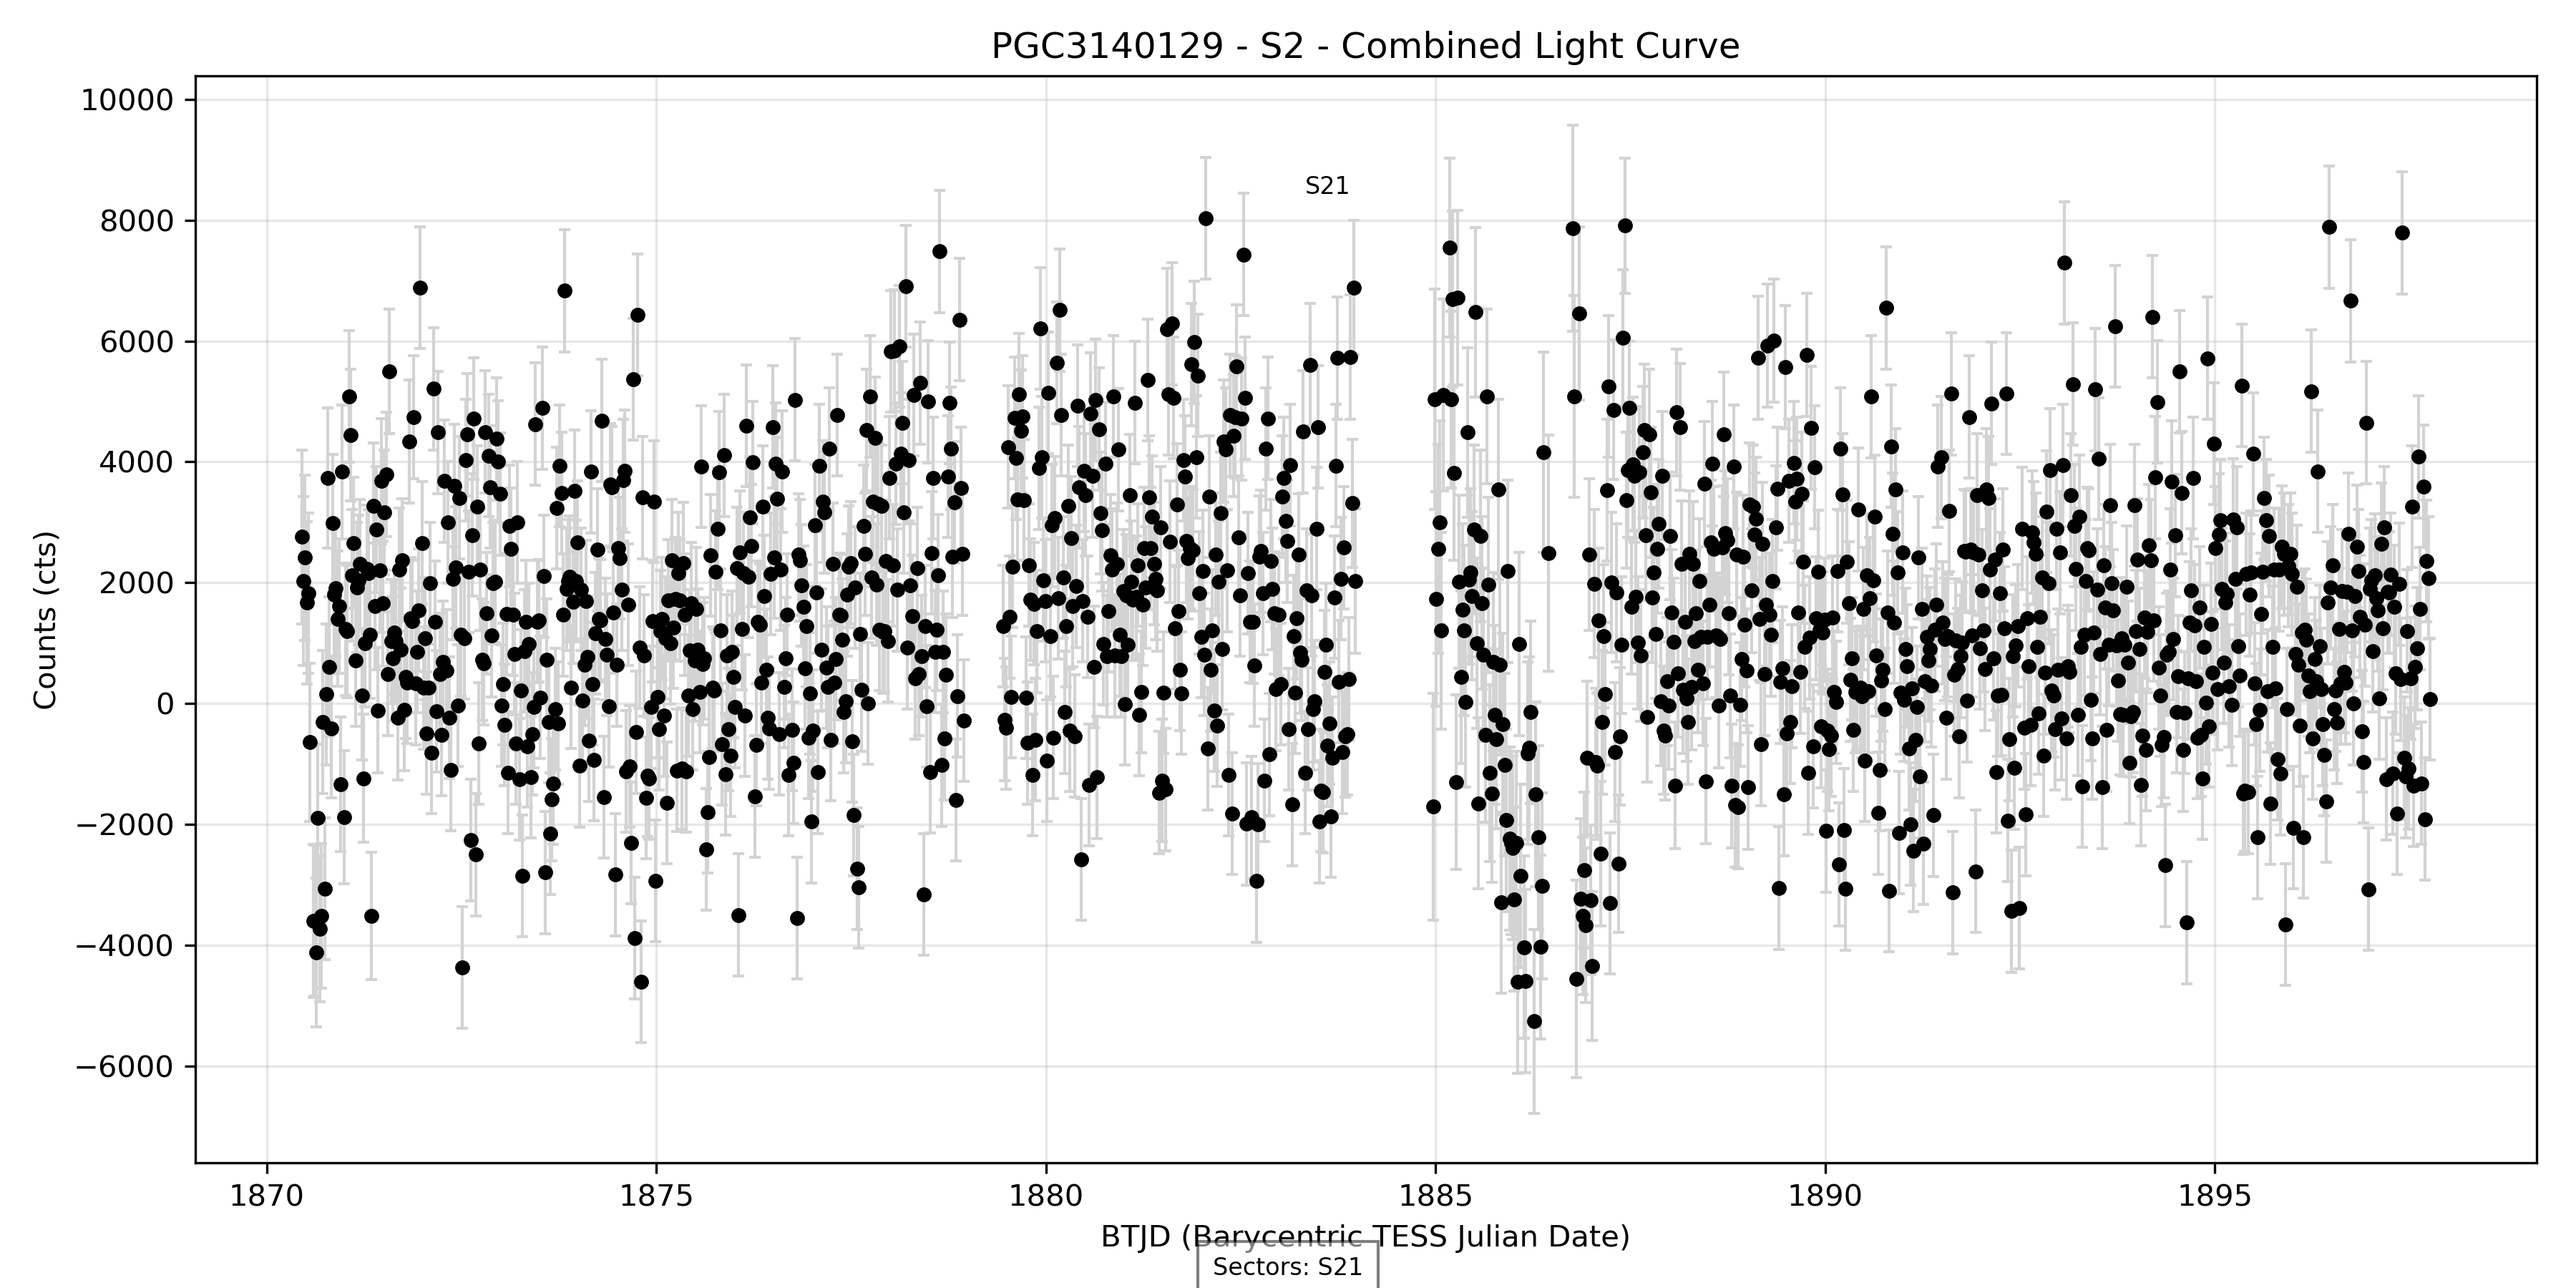 PGC3140129 - S2 - Combined Light Curve
10000
8000
6000
4000
2000
0
−2000
−4000
−6000
Counts (cts)
S21
1870 1875 1880 1885 1890 1895
BTJD (Barycentric TESS Julian Date)
Sectors: S21